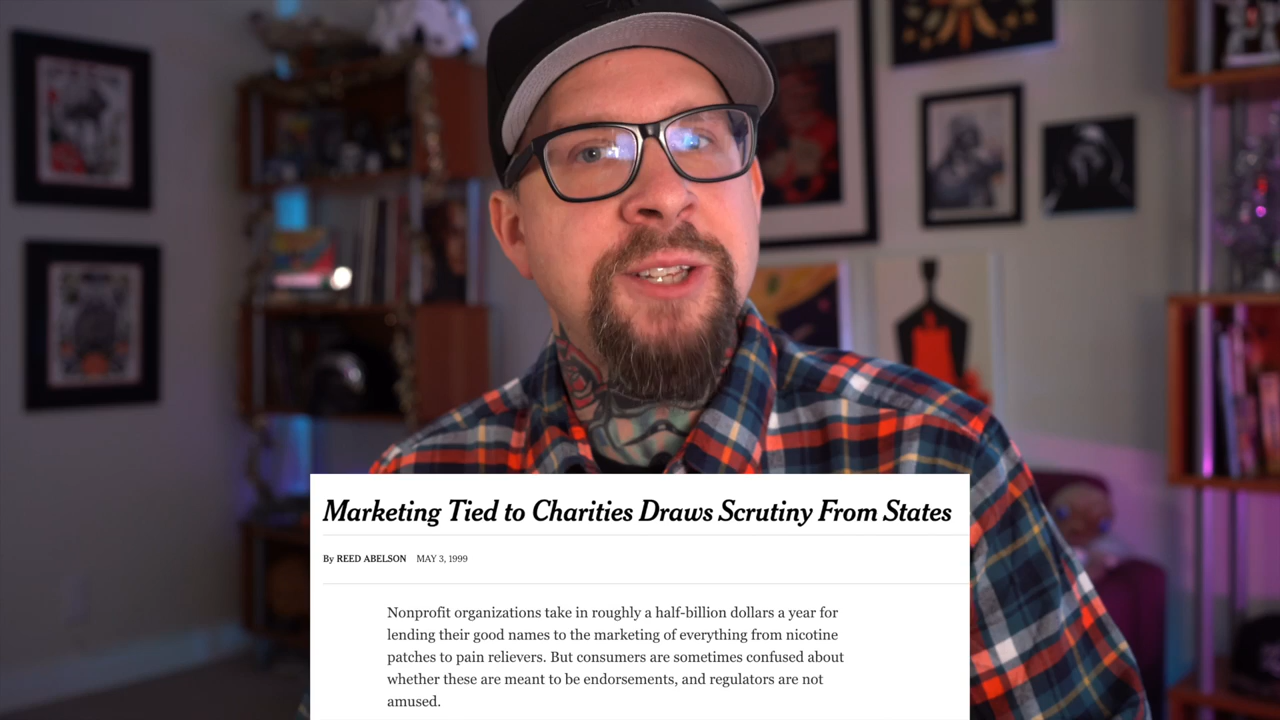 Marketing Tied to Charities Draws Scrutiny From States
By REED ABELSON MAY 3, 1999
Nonprofit organizations take in roughly a half-billion dollars a year for
lending their good names to the marketing of everything from nicotine
patches to pain relievers. But consumers are sometimes confused about
whether these are meant to be endorsements, and regulators are not
amused.